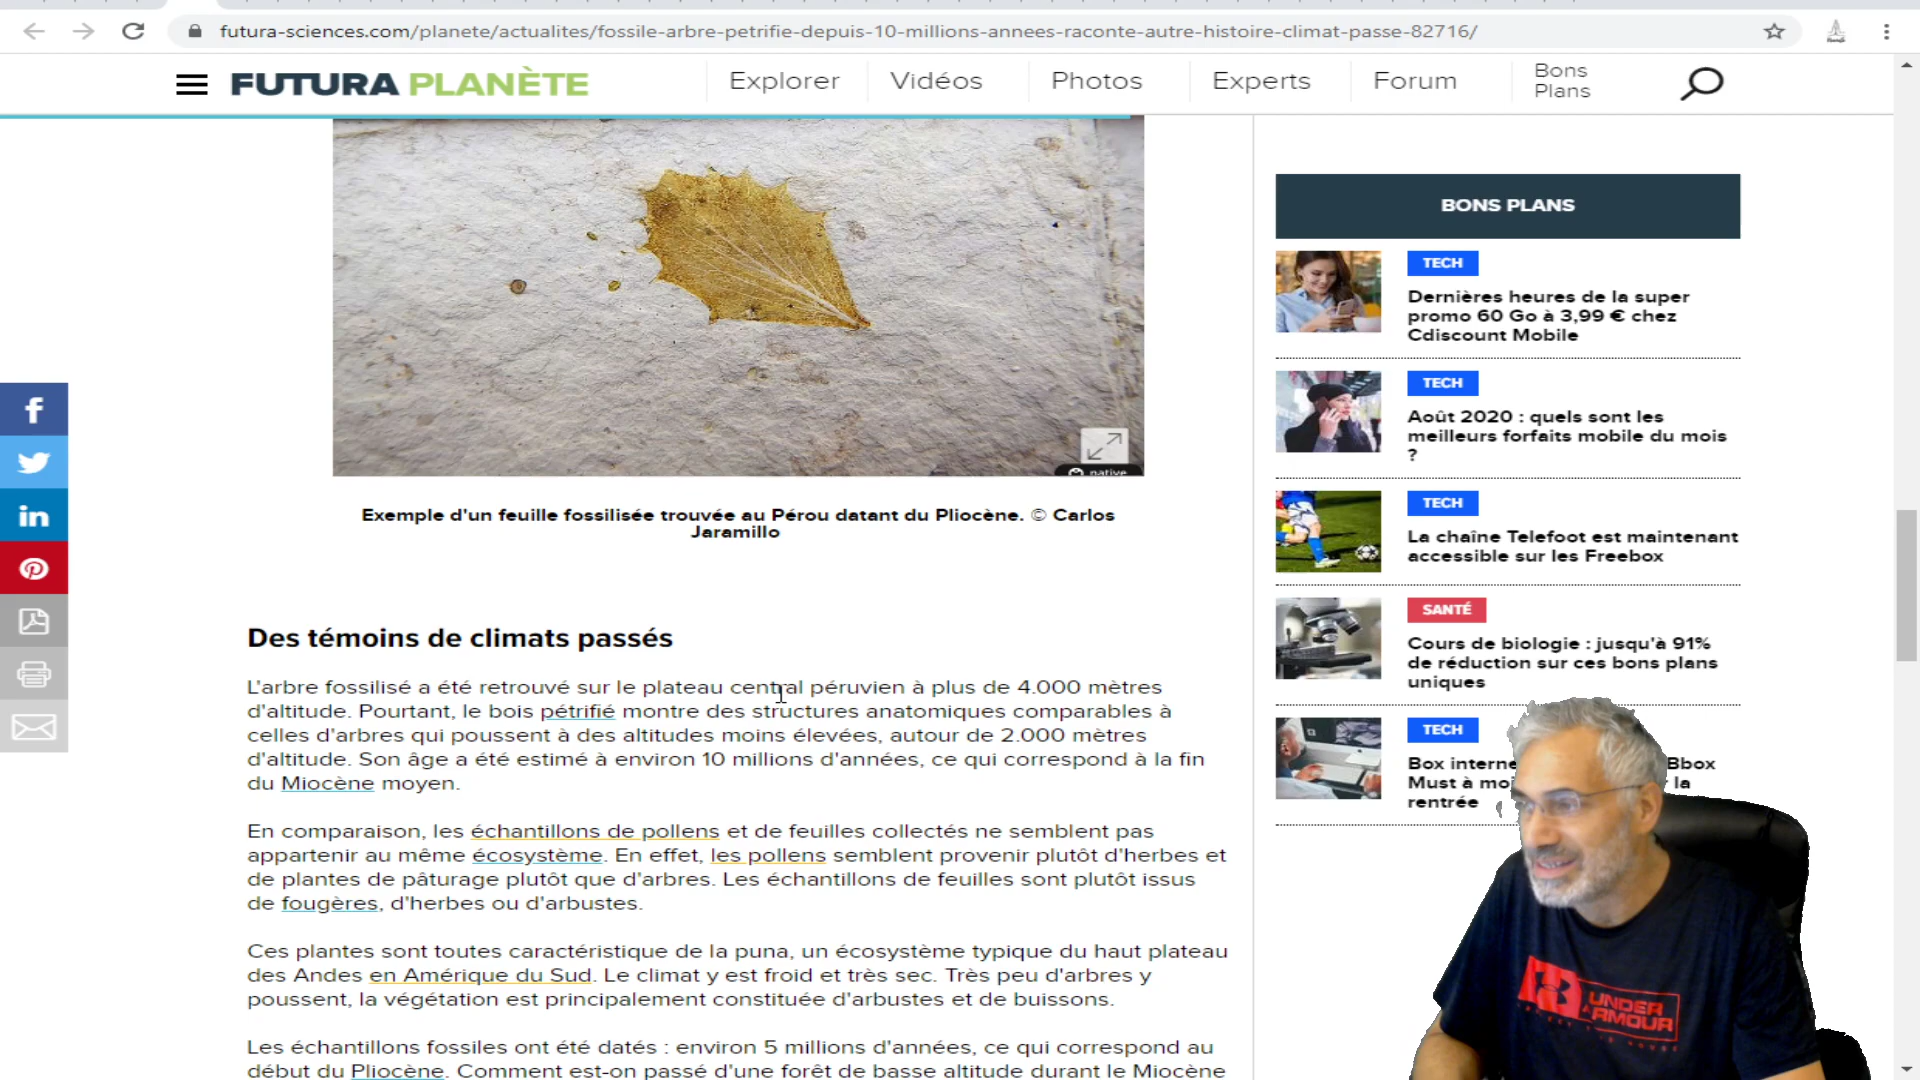 futura-sciences.com/planete/actualites/fossile-arbre-petrifie-depuis-10-millions-annees-raconte-autre-histoire-climat-passe-82716/
FUTURA PLANÈTE
Explorer
Vidéos
Photos
Experts
Forum
Bons
Plans
native
Exemple d'un feuille fossilisée trouvée au Pérou datant du Pliocène. © Carlos
Jaramillo
Des témoins de climats passés
L'arbre fossilisé a été retrouvé sur le plateau central péruvien à plus de 4.000 mètres
d'altitude. Pourtant, le bois pétrifié montre des structures anatomiques comparables à
celles d'arbres qui poussent à des altitudes moins élevées, autour de 2.000 mètres
d'altitude. Son âge a été estimé à environ 10 millions d'années, ce qui correspond à la fin
du Miocène moyen.
En comparaison, les échantillons de pollens et de feuilles collectés ne semblent pas
appartenir au même écosystème. En effet, les pollens semblent provenir plutôt d'herbes et
de plantes de pâturage plutôt que d'arbres. Les échantillons de feuilles sont plutôt issus
de fougères, d'herbes ou d'arbustes.
Ces plantes sont toutes caractéristique de la puna, un écosystème typique du haut plateau
des Andes en Amérique du Sud. Le climat y est froid et très sec. Très peu d'arbres y
poussent, la végétation est principalement constituée d'arbustes et de buissons.
Les échantillons fossiles ont été datés : environ 5 millions d'années, ce qui correspond au
début du Pliocène. Comment est-on passé d'une forêt de basse altitude durant le Miocène
BONS PLANS
TECH
Dernières heures de la super
promo 60 Go à 3,99 € chez
Cdiscount Mobile
TECH
Août 2020 : quels sont les
meilleurs forfaits mobile du mois
?
TECH
La chaîne Telefoot est maintenant
accessible sur les Freebox
SANTÉ
Cours de biologie : jusqu'à 91%
de réduction sur ces bons plans
uniques
TECH
Box interne Bbox
Must à moi la
rentrée
UNDER
ARMOUR